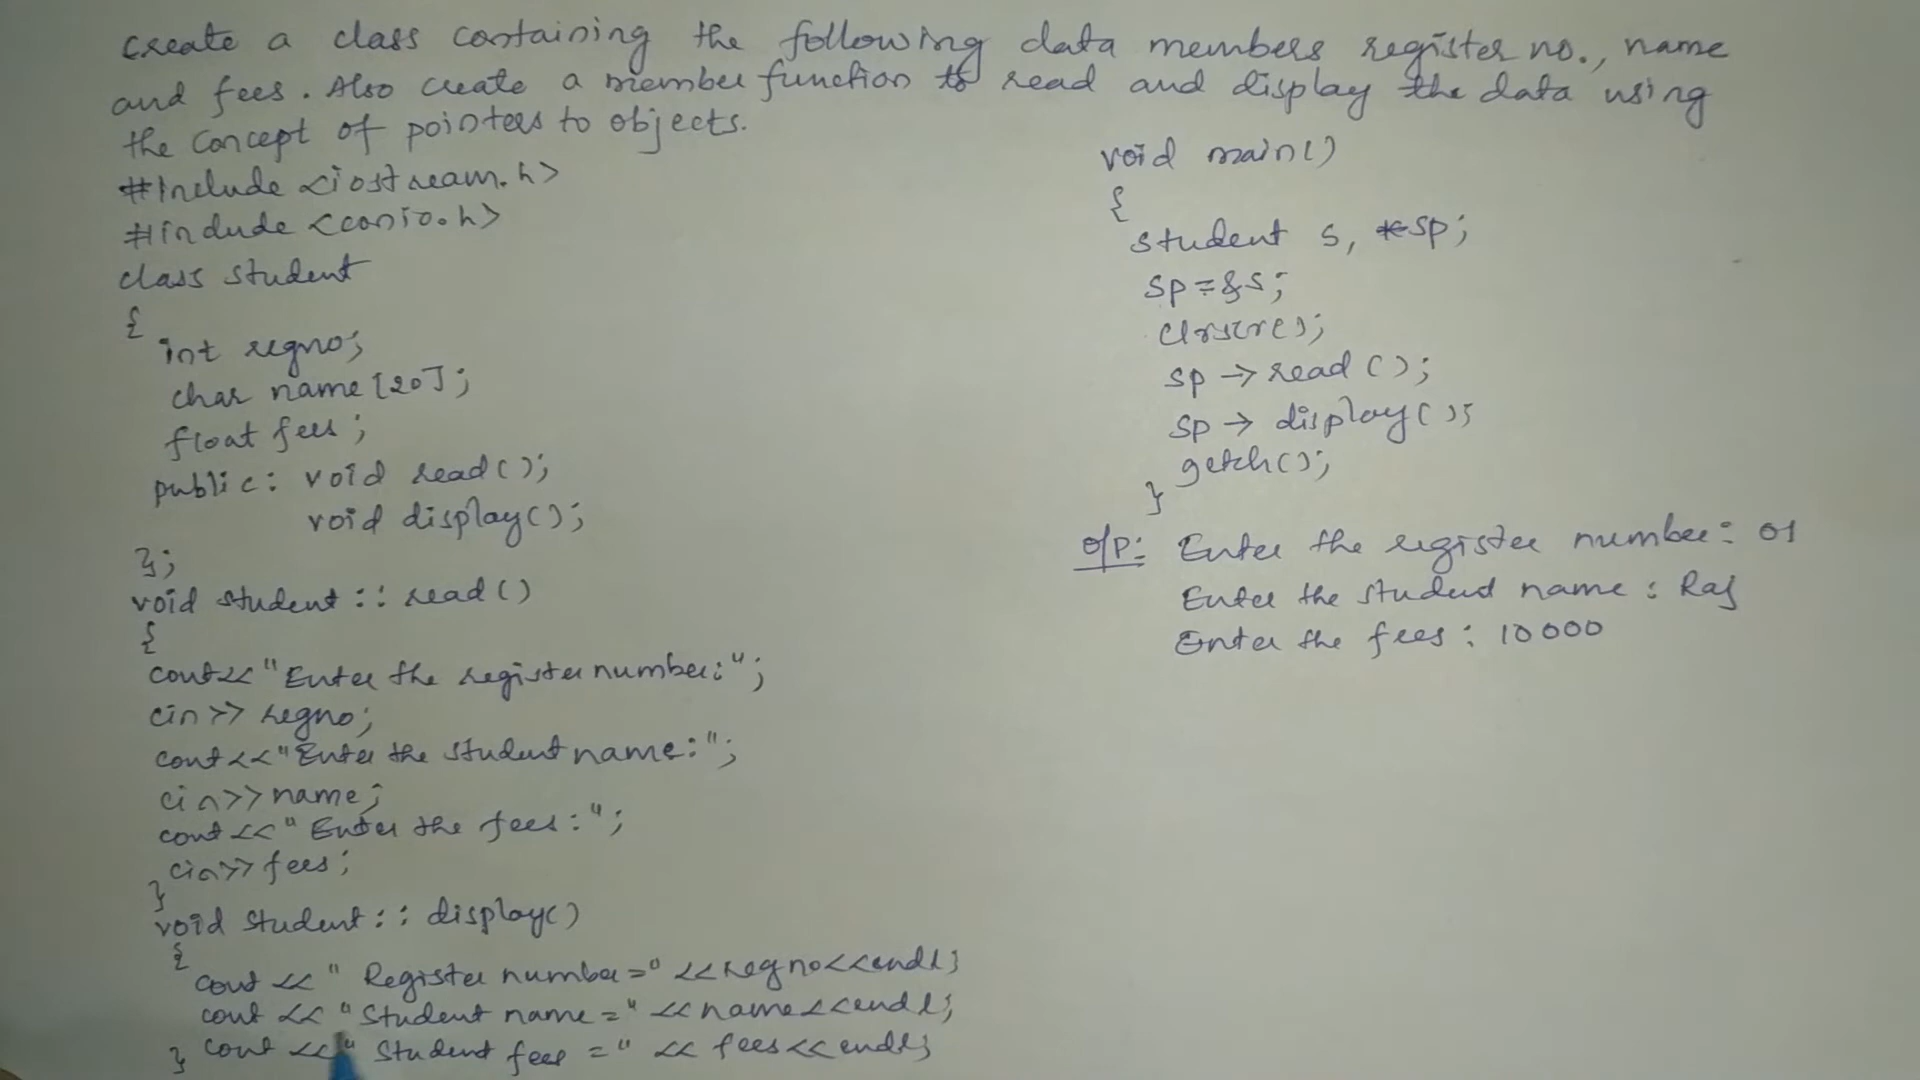 Create a class containing the following data members register no., name
and fees. Also create a member function to read and display the data using
the concept of pointers to objects.
#include <iostream.h>
#include <conio.h>
class student
{
int regno;
char name [20];
float fees;
public: void read();
void display();
};
void student :: read()
{
cout<<"Enter the register number:";
cin>>regno;
cout<<"Enter the student name:";
cin>>name;
cout<<"Enter the fees:";
cin>>fees;
}
void student :: display()
{
cout << "Register number=" <<regno<<endl;
cout << "Student name=" <<name<<endl;
} cout << "Student fees =" << fees<<endl;
void main()
{
student s, *sp;
sp=&s;
clrscr();
sp → read();
sp → display();
getch();
}
o/p: Enter the register number: 01
Enter the student name : Raj
Enter the fees : 10000